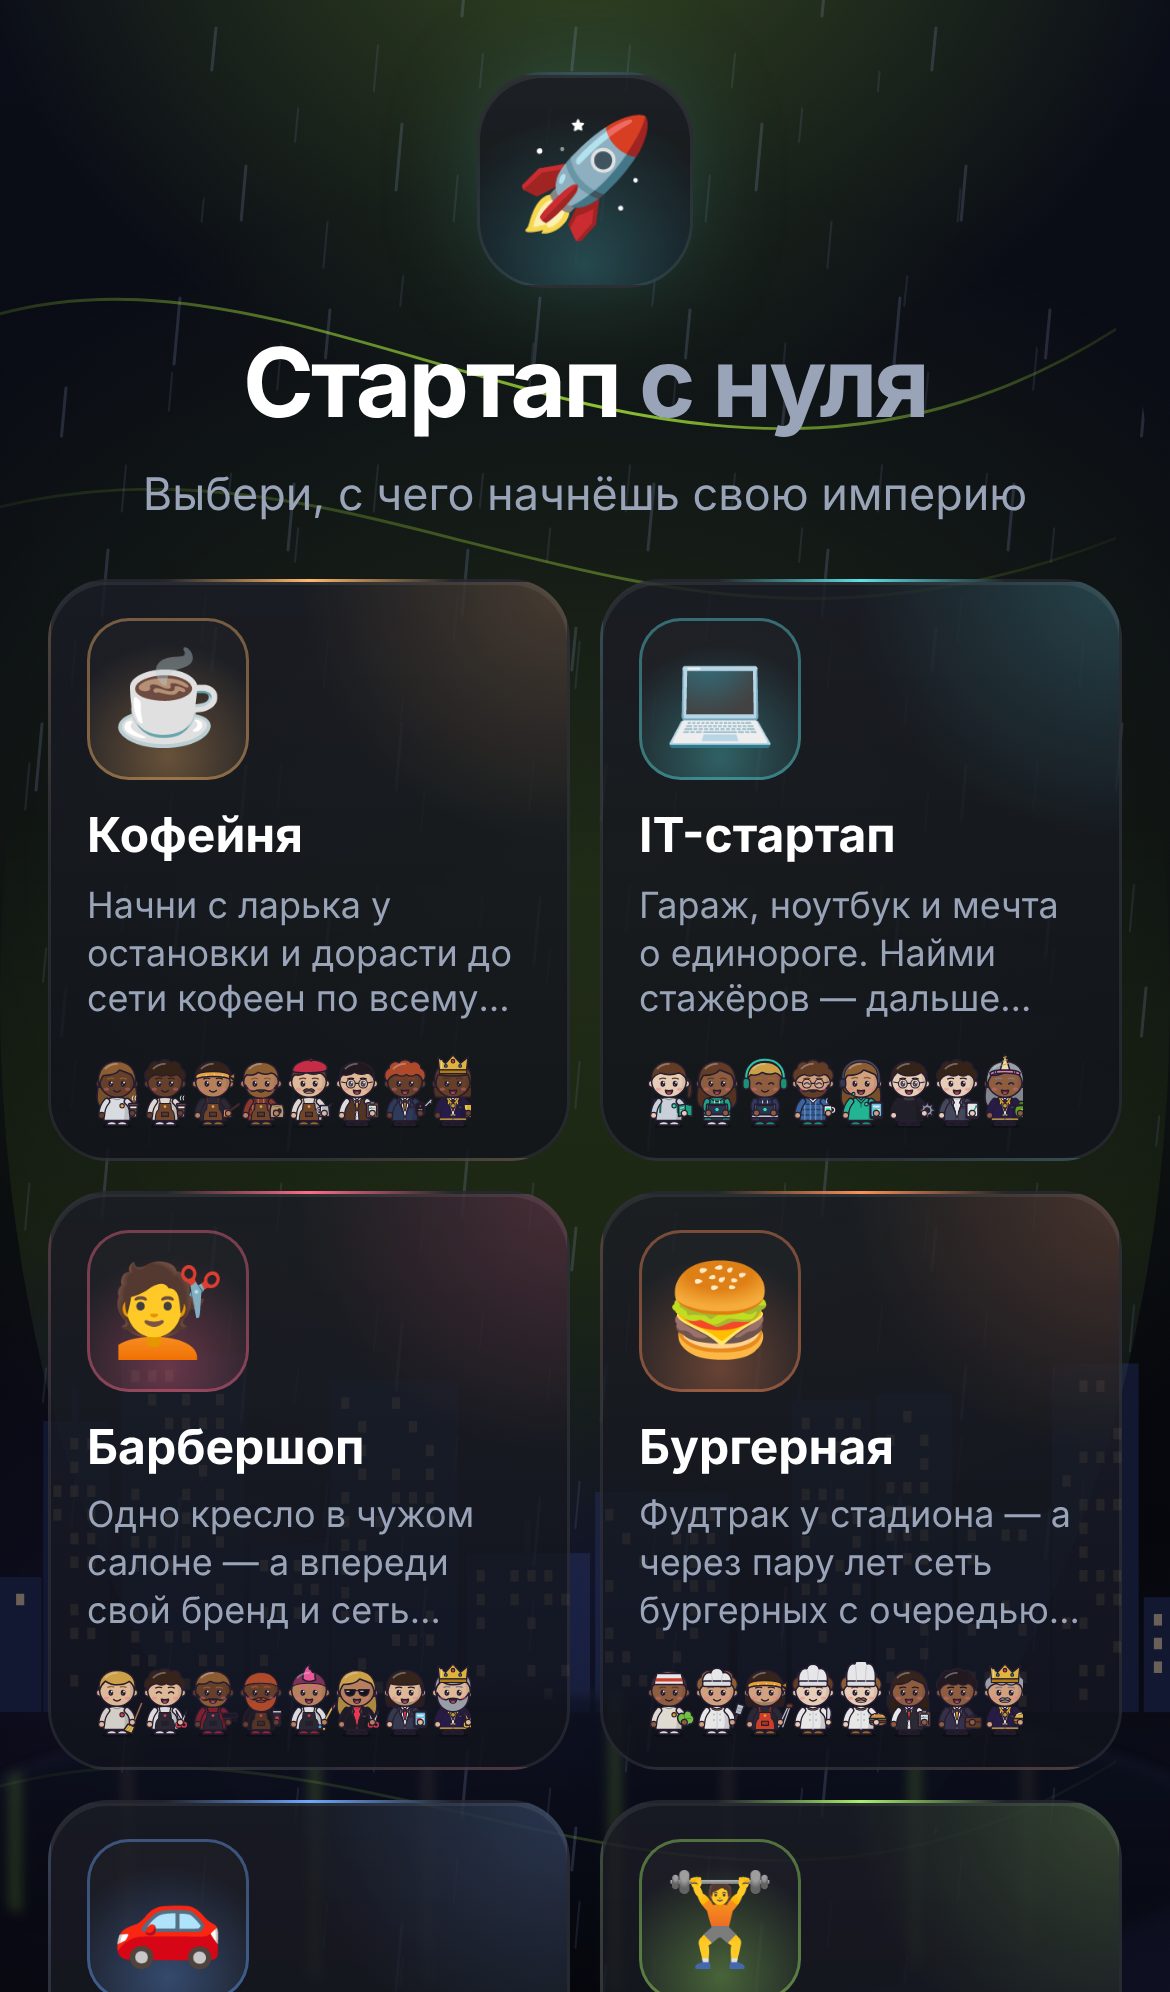 Стартап с нуля
Выбери, с чего начнёшь свою империю
Кофейня
Начни с ларька у
остановки и дорасти до
сети кофеен по всему...
IT-стартап
Гараж, ноутбук и мечта
о единороге. Найми
стажёров — дальше...
Барбершоп
Одно кресло в чужом
салоне — а впереди
свой бренд и сеть...
Бургерная
Фудтрак у стадиона — а
через пару лет сеть
бургерных с очередью...